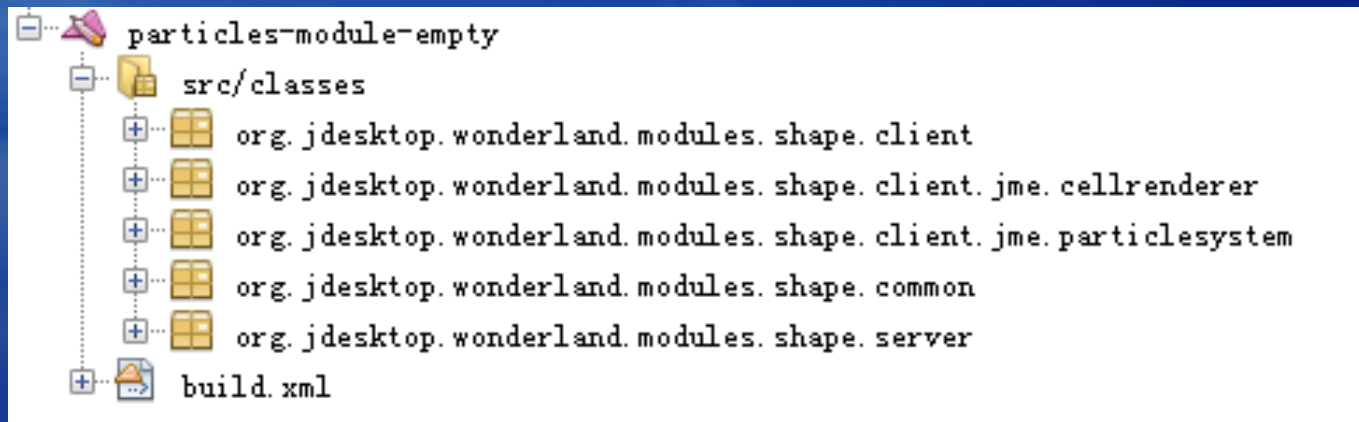 particles-module-empty
src/classes
org.jdesktop.wonderland.modules.shape.client
org.jdesktop.wonderland.modules.shape.client.jme.cellrenderer
org.jdesktop.wonderland.modules.shape.client.jme.particlesystem
org.jdesktop.wonderland.modules.shape.common
org.jdesktop.wonderland.modules.shape.server
build.xml